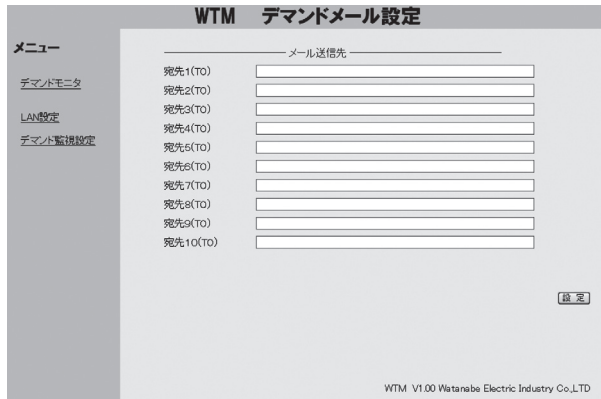 WTM デマンドメール設定
メニュー
デマンドモニタ
LAN設定
デマンド監視設定
メール送信先
宛先1(TO)
宛先2(TO)
宛先3(TO)
宛先4(TO)
宛先5(TO)
宛先6(TO)
宛先7(TO)
宛先8(TO)
宛先9(TO)
宛先10(TO)
設 定
WTM V1.00 Watanabe Electric Industry Co.,LTD